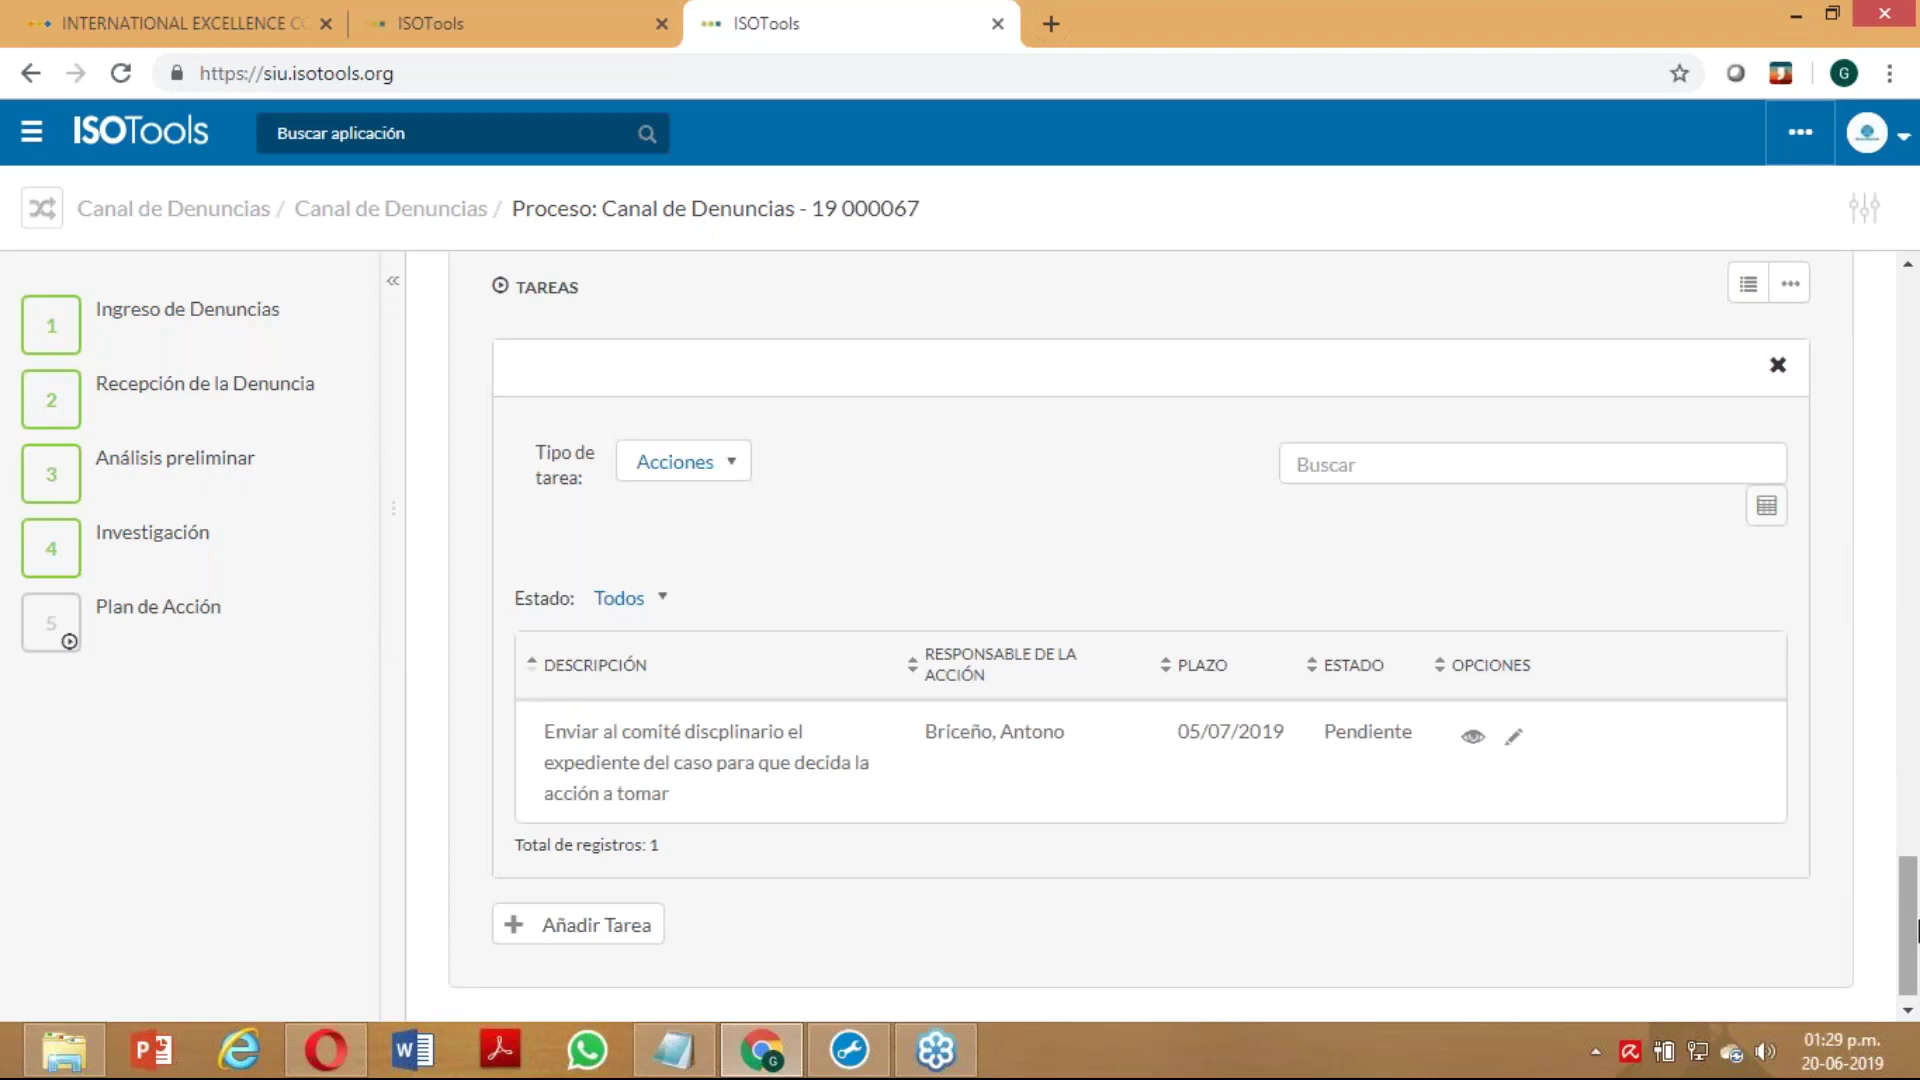 INTERNATIONAL EXCELLENCE CO
ISOTools
ISOTools
https://siu.isotools.org
G
ISOTools
Buscar aplicación
Canal de Denuncias / Canal de Denuncias / Proceso: Canal de Denuncias - 19 000067
1 Ingreso de Denuncias
2 Recepción de la Denuncia
3 Análisis preliminar
4 Investigación
5 Plan de Acción
TAREAS
Tipo de
tarea:
Acciones
Buscar
Estado: Todos
DESCRIPCIÓN
RESPONSABLE DE LA
ACCIÓN
PLAZO
ESTADO
OPCIONES
Enviar al comité discplinario el
expediente del caso para que decida la
acción a tomar
Briceño, Antono
05/07/2019
Pendiente
Total de registros: 1
Añadir Tarea
01:29 p.m.
20-06-2019